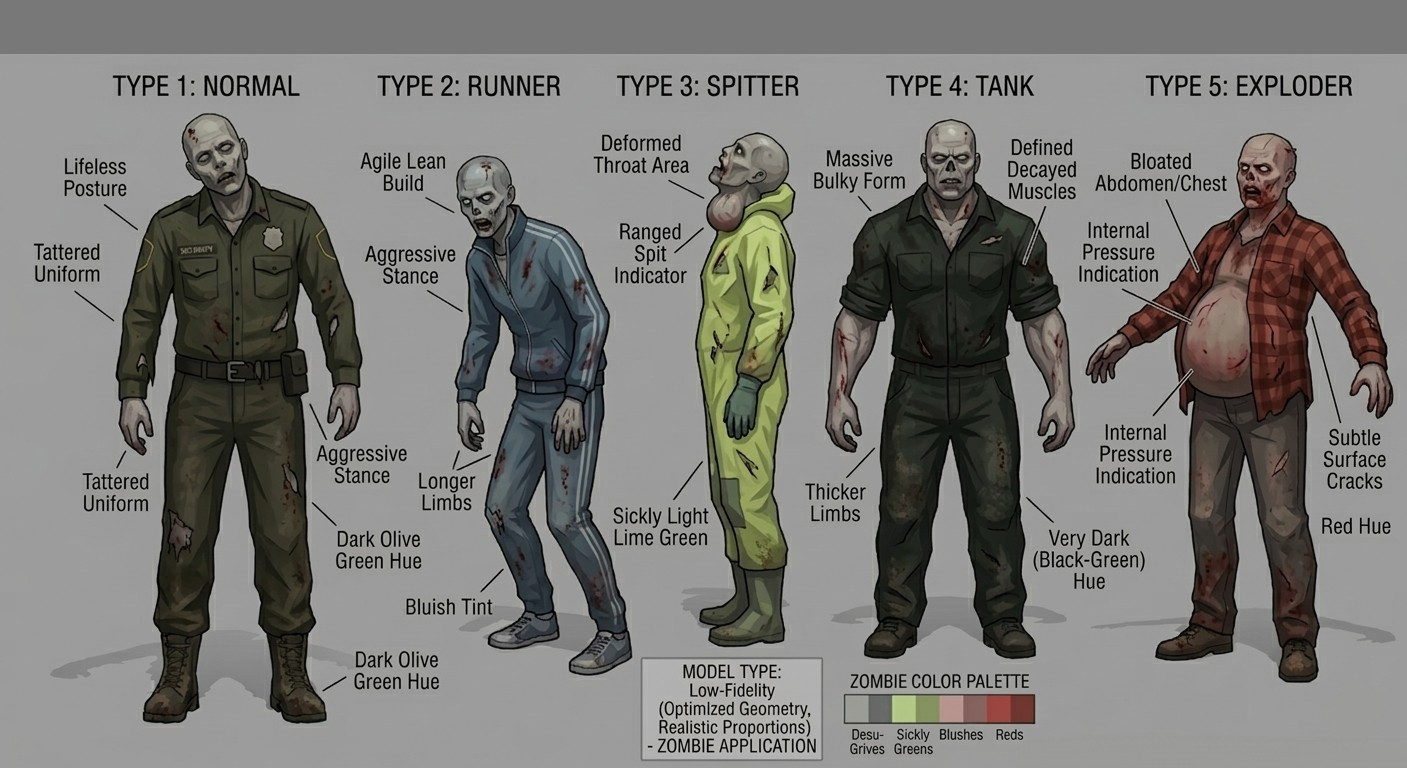 TYPE 1: NORMAL
TYPE 2: RUNNER
TYPE 3: SPITTER
TYPE 4: TANK
TYPE 5: EXPLODER
Lifeless
Posture
Tattered
Uniform
Tattered
Uniform
Aggressive
Stance
Dark Olive
Green Hue
Dark Olive
Green Hue
Agile Lean
Build
Aggressive
Stance
Longer
Limbs
Bluish Tint
Deformed
Throat Area
Ranged
Spit
Indicator
Sickly Light
Lime Green
Massive
Bulky Form
Defined
Decayed
Muscles
Thicker
Limbs
Very Dark
(Black-Green)
Hue
Bloated
Abdomen/Chest
Internal
Pressure
Indication
Internal
Pressure
Indication
Subtle
Surface
Cracks
Red Hue
MODEL TYPE:
Low-Fidelity
(Optimlzed Geometry,
Realistic Proportions)
- ZOMBIE APPLICATION
ZOMBIE COLOR PALETTE
Desu-
Grives
Sickly
Greens
Blushes
Reds